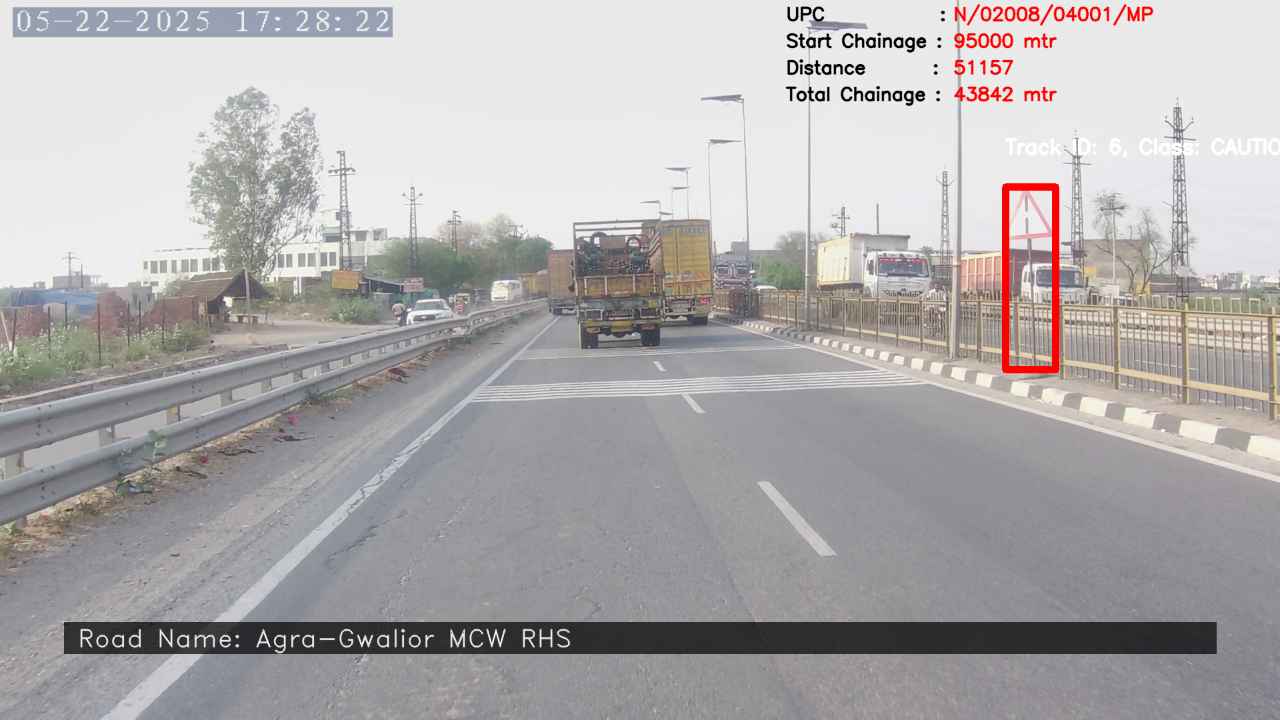 05-22-2025 17:28:22
UPC : N/02008/04001/MP
Start Chainage : 95000 mtr
Distance : 51157
Total Chainage : 43842 mtr
Track ID: 6, Class: CAUTIO
Road Name: Agra-Gwalior MCW RHS